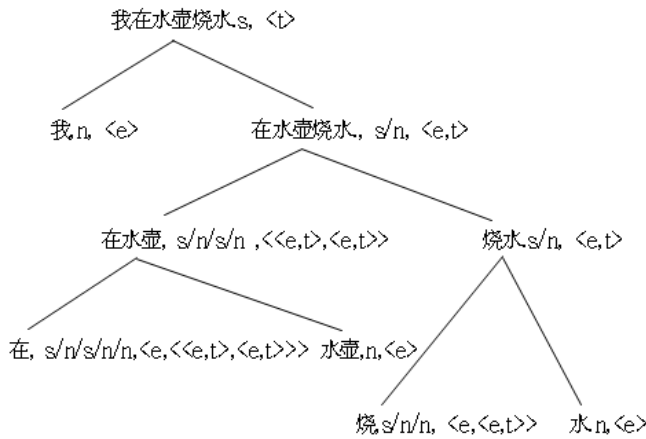 我在水壶烧水.s, <t>
我,n, <e>
在水壶烧水, s/n, <e,t>
在水壶, s/n/s/n ,<<e,t>,<e,t>>
烧水.s/n, <e,t>
在, s/n/s/n/n,<e,<<e,t>,<e,t>>>
水壶,n,<e>
烧,s/n/n, <e,<e,t>>
水.n,<e>